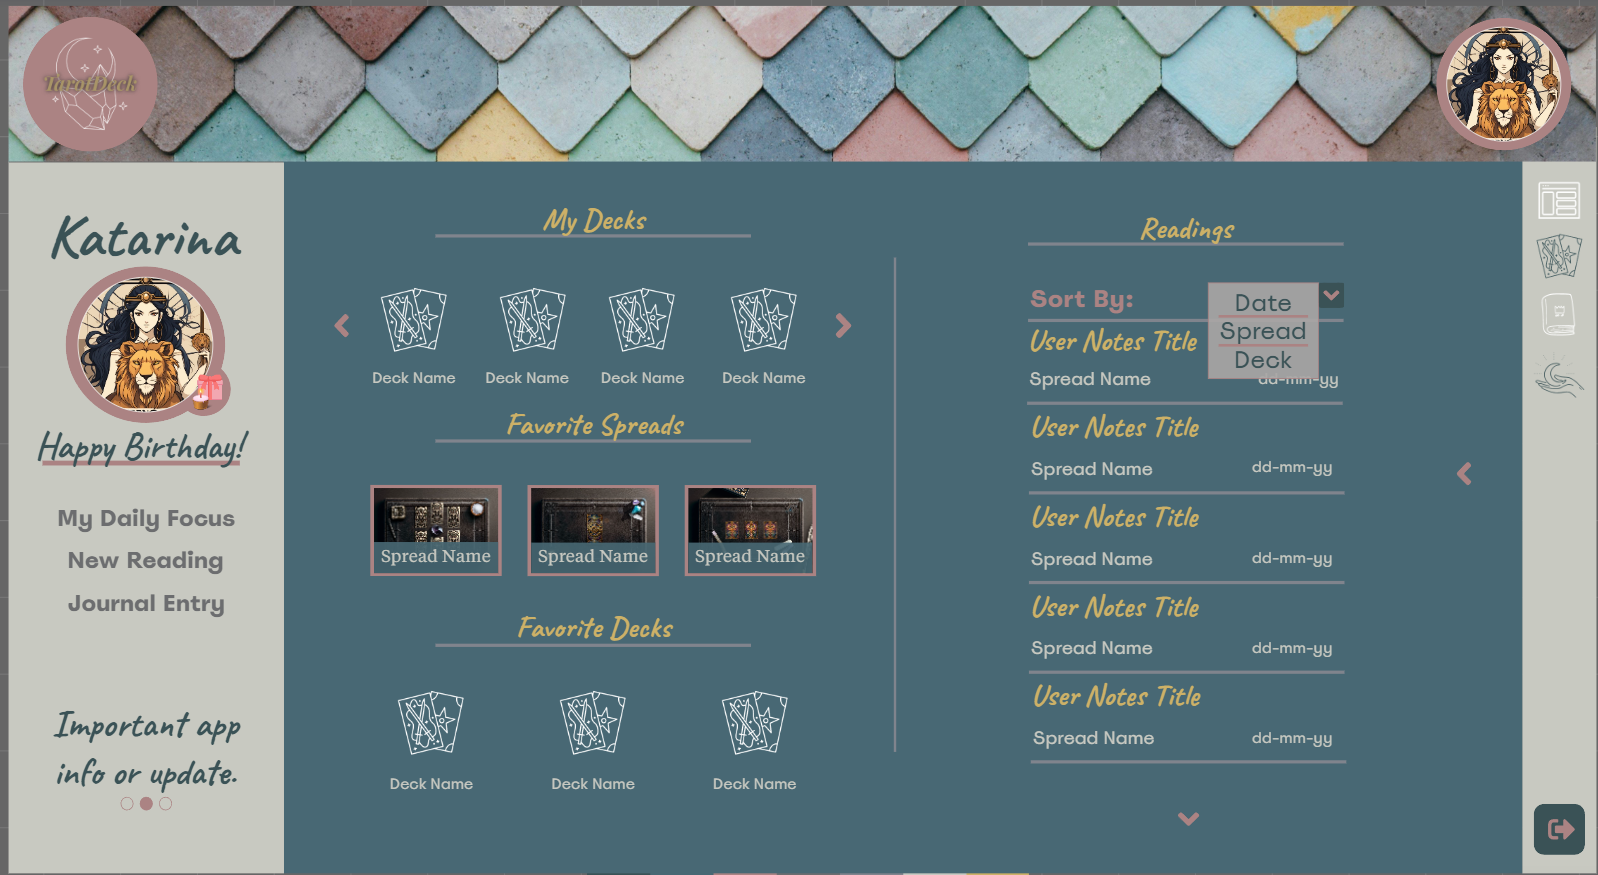 TarotDeck
Katarina
Happy Birthday!
My Daily Focus
New Reading
Journal Entry
Important app
info or update.
My Decks
Deck Name
Deck Name
Deck Name
Deck Name
Favorite Spreads
Spread Name
Spread Name
Spread Name
Favorite Decks
Deck Name
Deck Name
Deck Name
Readings
Sort By:
Date
Spread
Deck
User Notes Title
Spread Name
dd-mm-yy
User Notes Title
Spread Name
dd-mm-yy
User Notes Title
Spread Name
dd-mm-yy
User Notes Title
Spread Name
dd-mm-yy
User Notes Title
Spread Name
dd-mm-yy